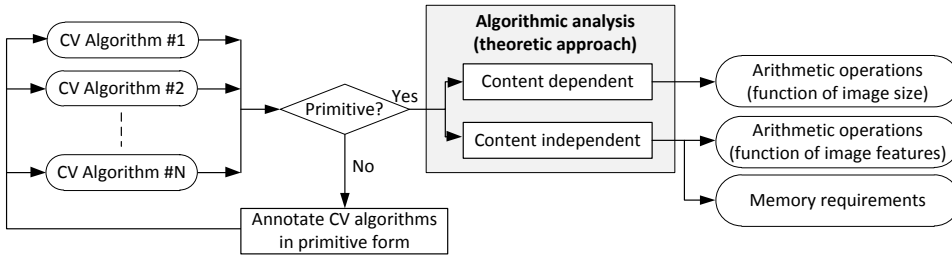 CV Algorithm #1
CV Algorithm #2
CV Algorithm #N
Primitive?
Yes
No
Annotate CV algorithms
in primitive form
Algorithmic analysis
(theoretic approach)
Content dependent
Content independent
Arithmetic operations
(function of image size)
Arithmetic operations
(function of image features)
Memory requirements